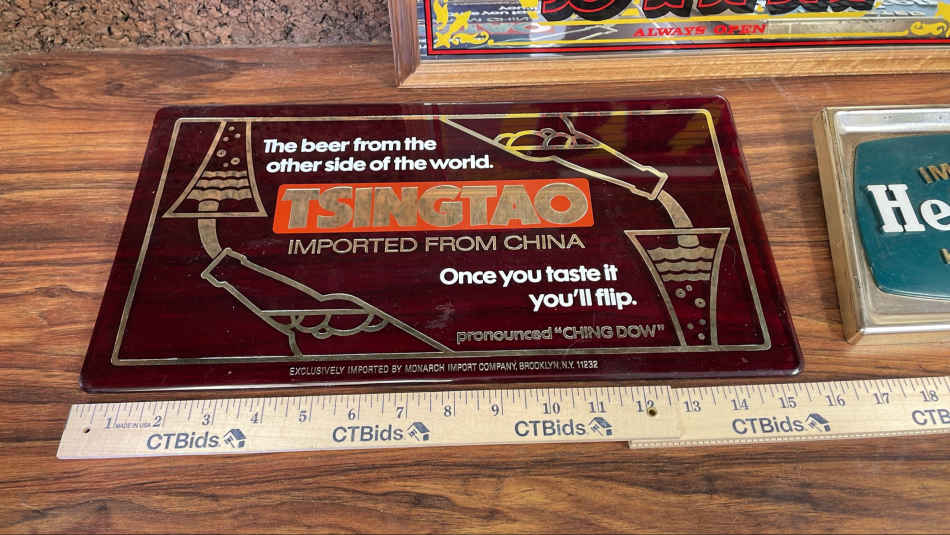 ALWAYS OPEN
The beer from the
other side of the world.
TSINGTAO
IMPORTED FROM CHINA
Once you taste it
you'll flip.
pronounced "CHING DOW"
EXCLUSIVELY IMPORTED BY MONARCH IMPORT COMPANY, BROOKLYN, N.Y. 11232
IM
He
1 2 3 4 5 6 7 8 9 10 11 12 13 14 15 16 17 18
MADE IN USA
CTBids CTBids CTBids CTBids CTBids